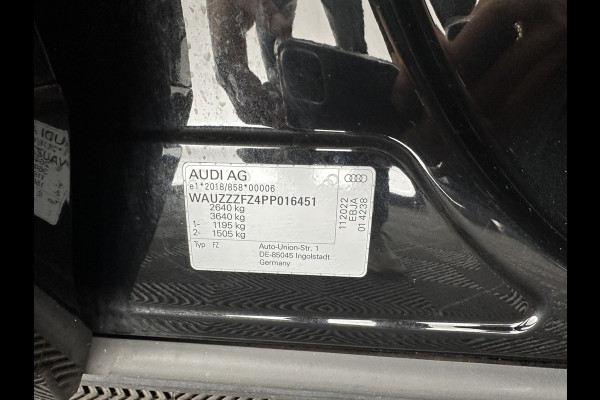 AUDI AG
e1*2018/858*00006
WAUZZZFZ4PP016451
2640 kg
3640 kg
1- 1195 kg
2- 1505 kg
Typ FZ
Auto-Union-Str. 1
DE-85045 Ingolstadt
Germany
112022
EBJA
014238